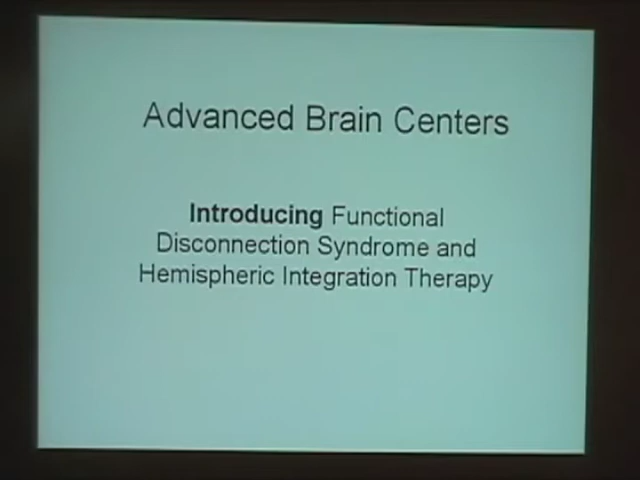 Advanced Brain Centers
Introducing Functional
Disconnection Syndrome and
Hemispheric Integration Therapy